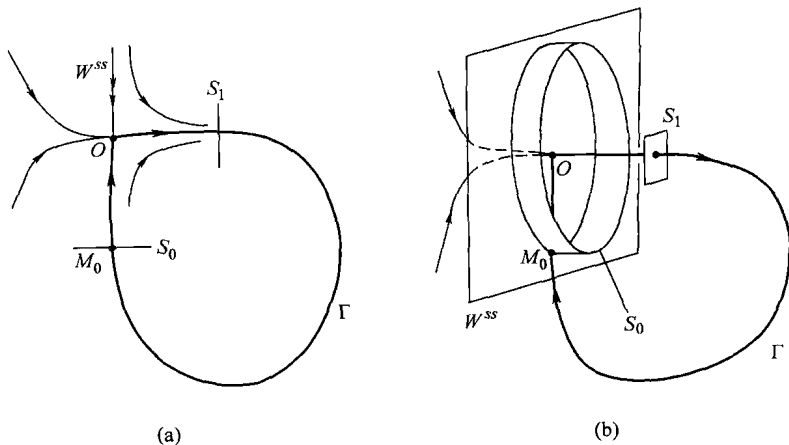 W^{ss}
S_1
O
M_0
S_0
Γ
(a)
S_1
O
M_0
W^{ss}
S_0
Γ
(b)